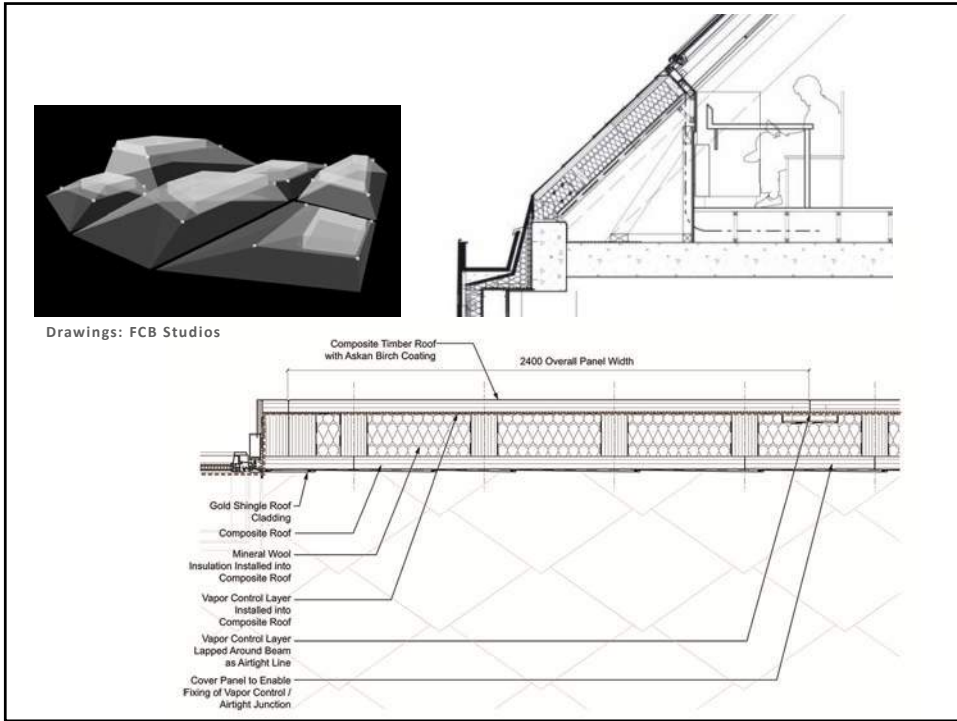 Drawings: FCB Studios
Composite Timber Roof
with Askan Birch Coating
2400 Overall Panel Width
Gold Shingle Roof
Cladding
Composite Roof
Mineral Wool
Insulation Installed into
Composite Roof
Vapor Control Layer
Installed into
Composite Roof
Vapor Control Layer
Lapped Around Beam
as Airtight Line
Cover Panel to Enable
Fixing of Vapor Control /
Airtight Junction